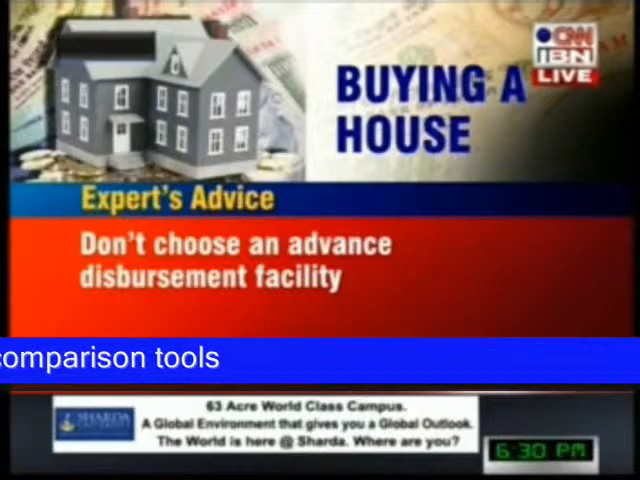 CNN
IBN
LIVE
BUYING A
HOUSE
Expert's Advice
Don't choose an advance
disbursement facility
comparison tools
SHARDA
UNIVERSITY
63 Acre World Class Campus.
A Global Environment that gives you a Global Outlook.
The World is here @ Sharda. Where are you?
6:30 PM